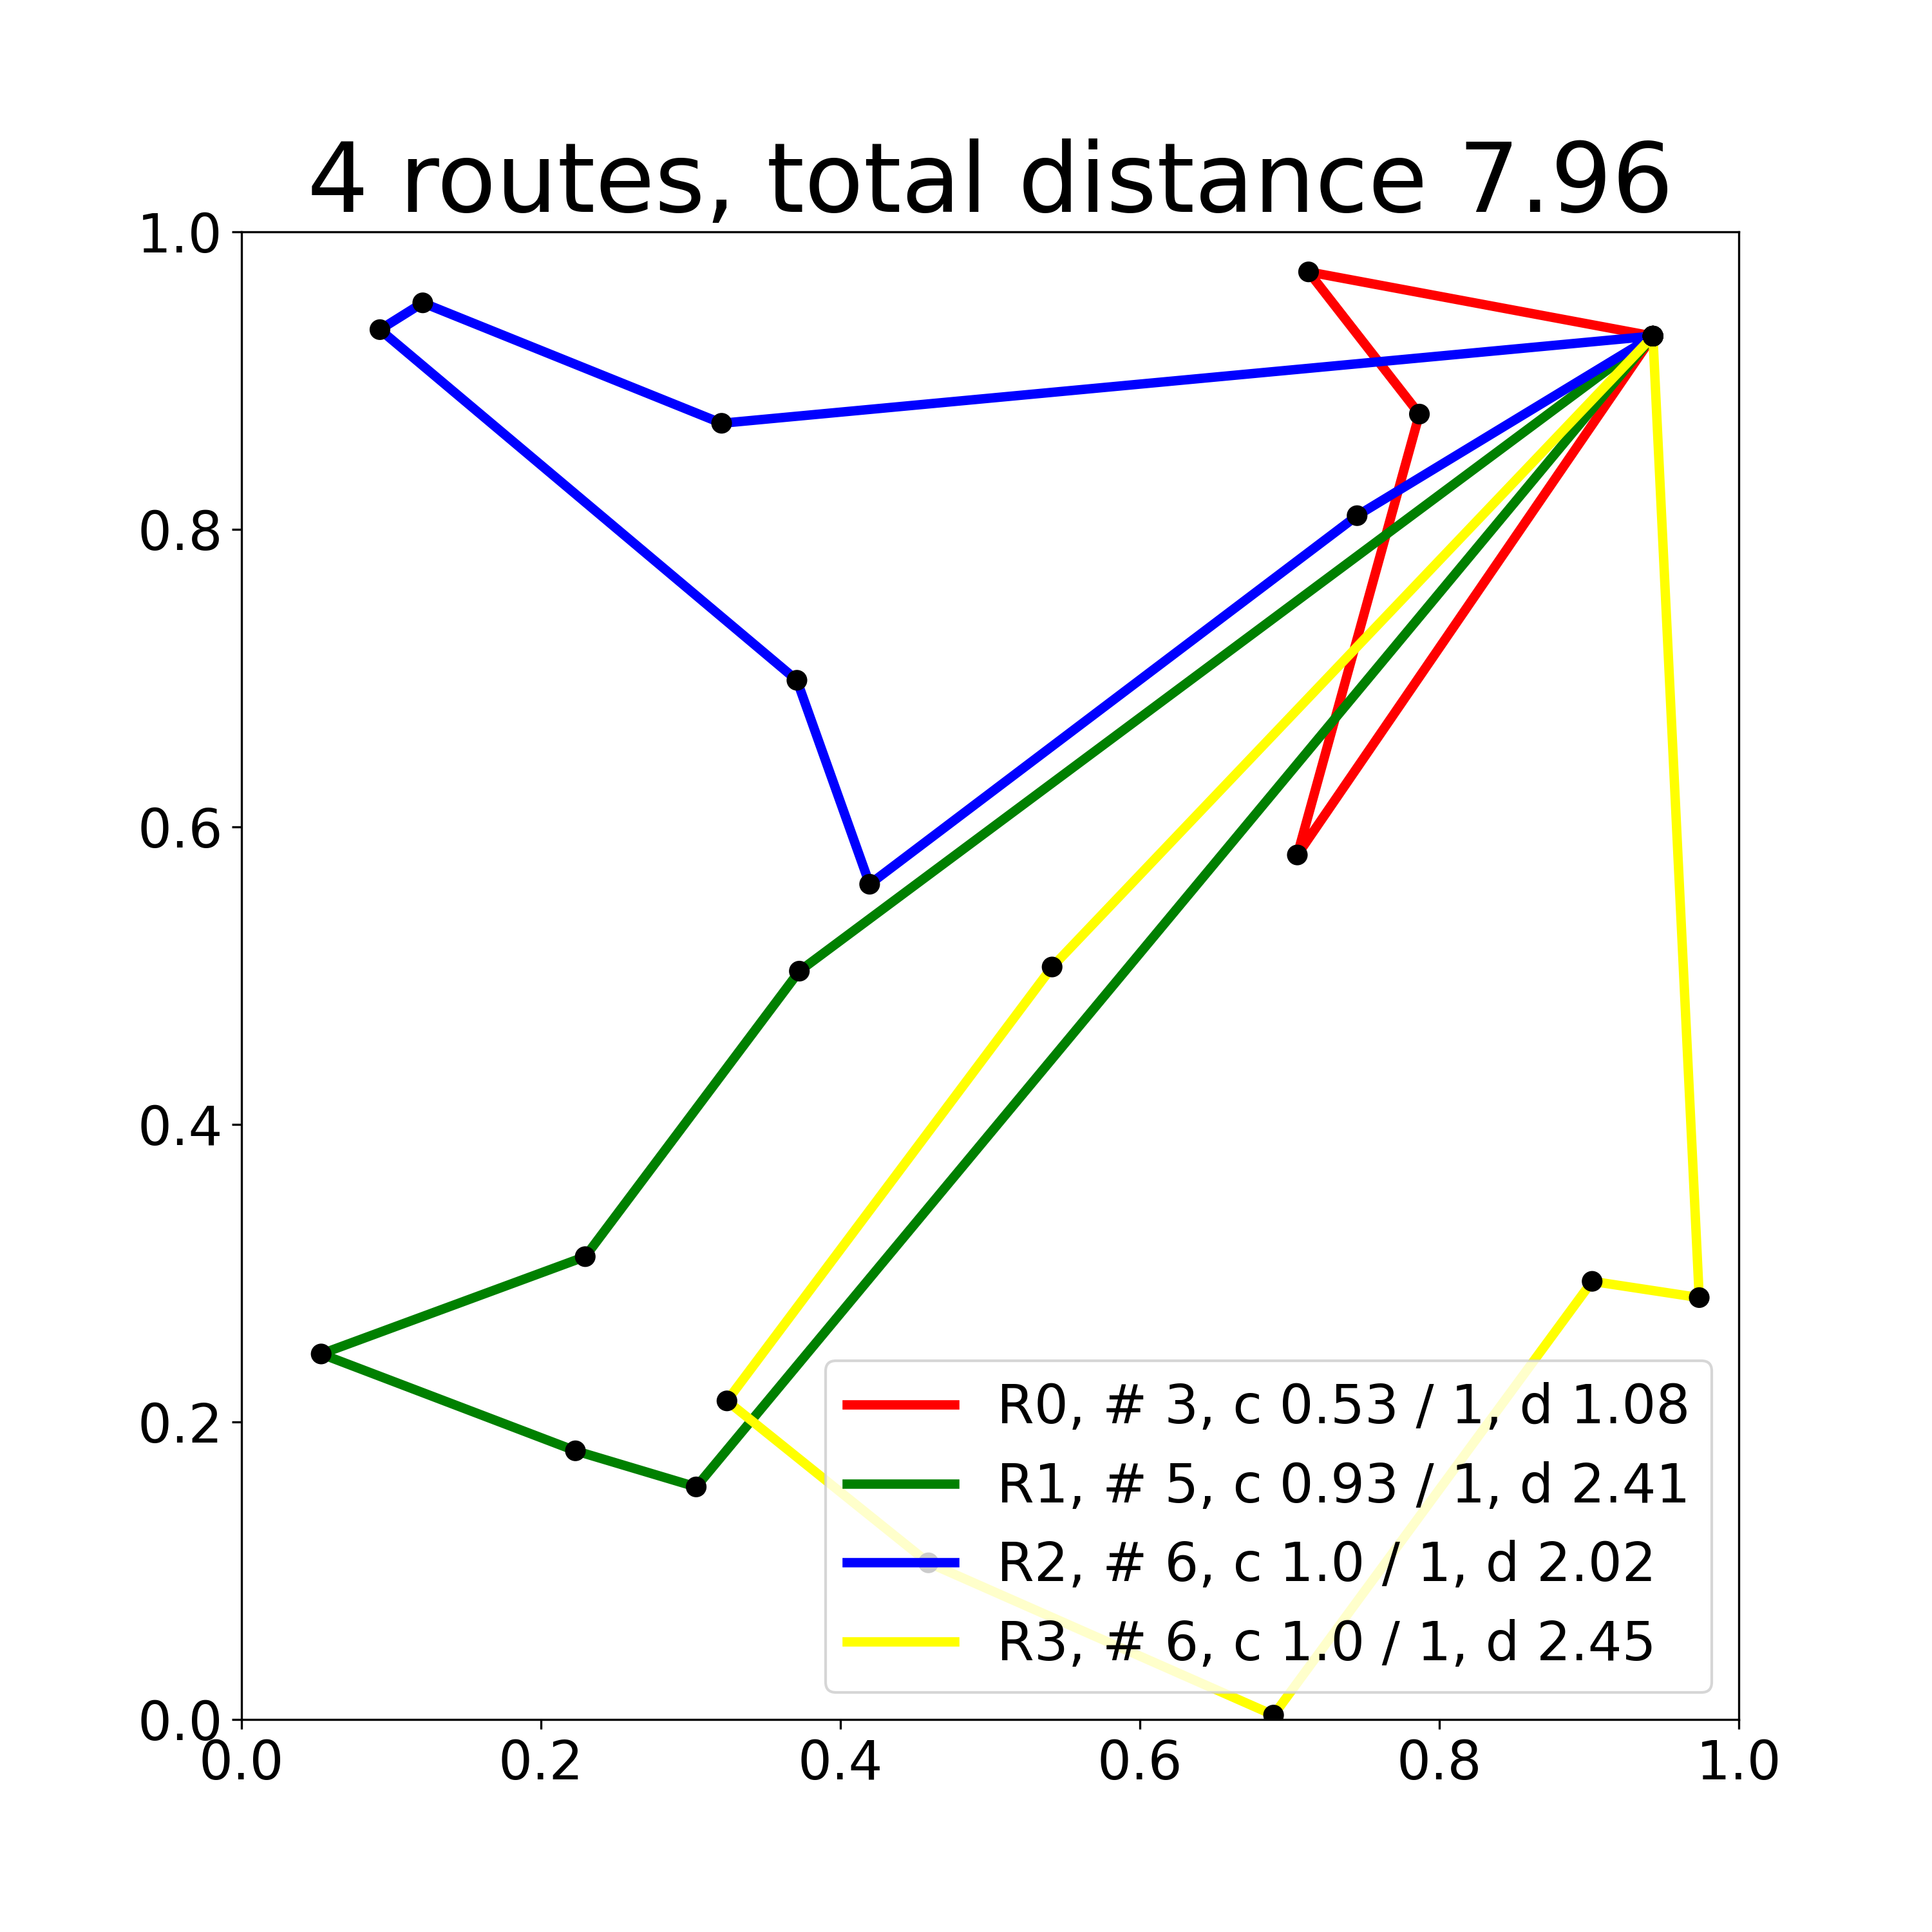 4 routes, total distance 7.96
1.0
0.8
0.6
0.4
0.2
0.0
0.0 0.2 0.4 0.6 0.8 1.0
R0, # 3, c 0.53 / 1, d 1.08
R1, # 5, c 0.93 / 1, d 2.41
R2, # 6, c 1.0 / 1, d 2.02
R3, # 6, c 1.0 / 1, d 2.45